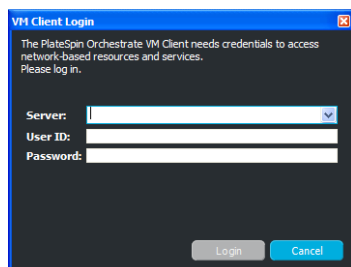 VM Client Login
The PlateSpin Orchestrate VM Client needs credentials to access
network-based resources and services.
Please log in.
Server:
User ID:
Password:
Login Cancel